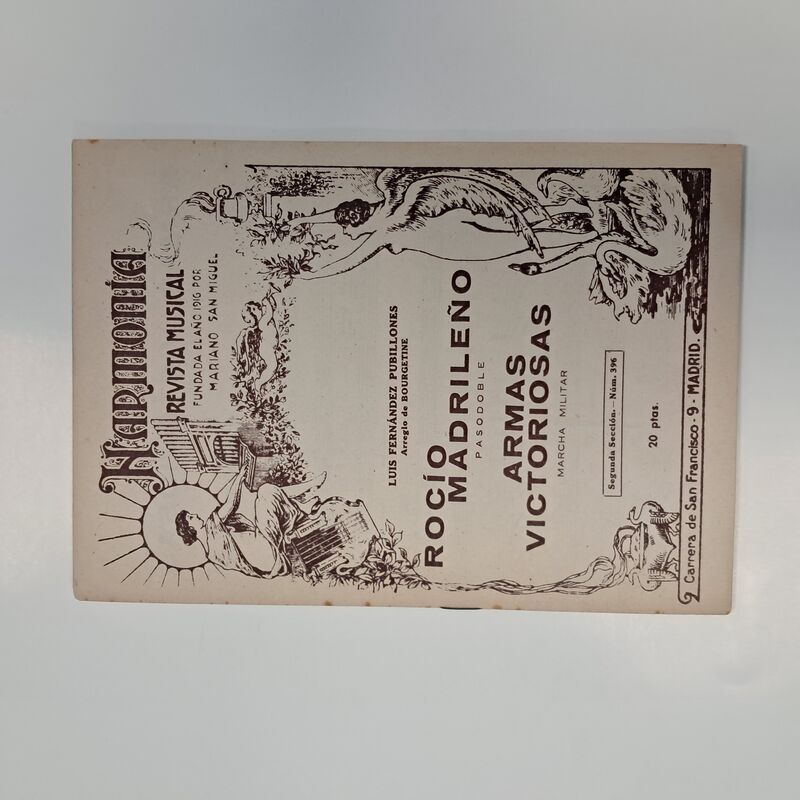 Harmonía
REVISTA MUSICAL
FUNDADA EL AÑO 1916 POR
MARIANO SAN MIGUEL
LUIS FERNÁNDEZ PUBILLONES
Arreglo de BOURGETINE
ROCÍO
MADRILEÑO
PASODOBLE
ARMAS
VICTORIOSAS
MARCHA MILITAR
Segunda Sección. - Núm. 396
20 ptas.
Carrera de San Francisco - 9 - MADRID.